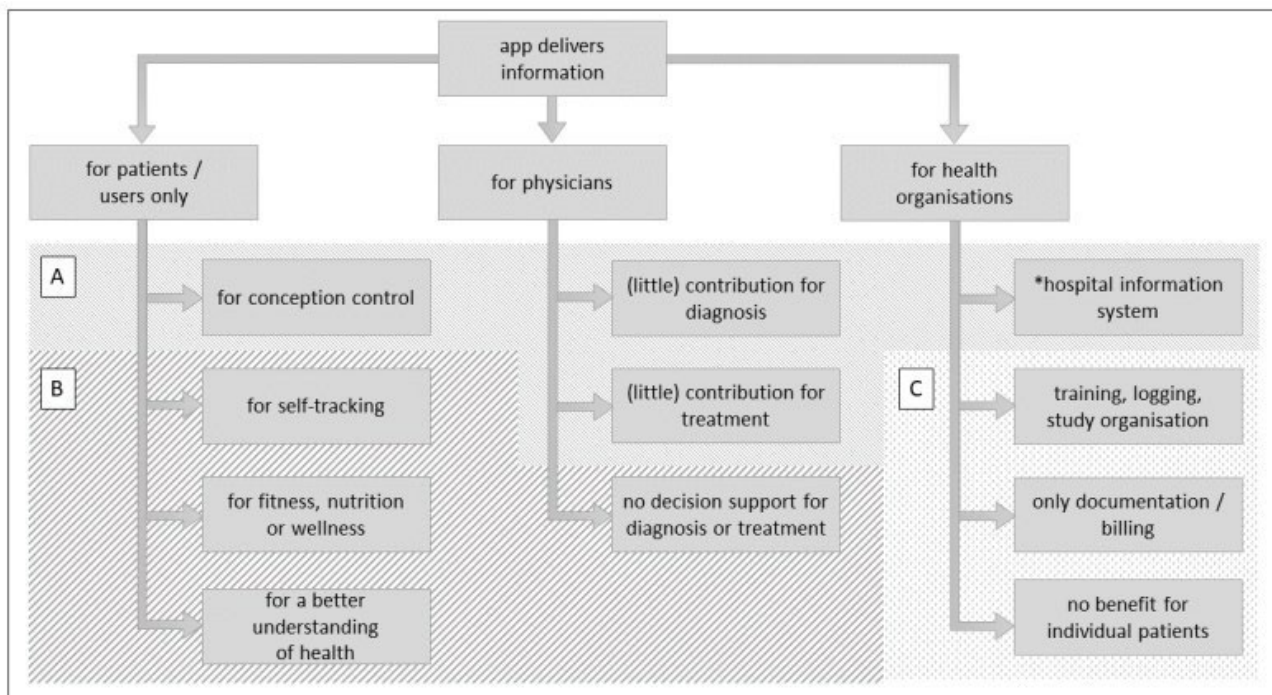 app delivers
information
for patients /
users only
for physicians
for health
organisations
A
for conception control
(little) contribution for
diagnosis
*hospital information
system
B
for self-tracking
(little) contribution for
treatment
C
training, logging,
study organisation
for fitness, nutrition
or wellness
no decision support for
diagnosis or treatment
only documentation /
billing
for a better
understanding
of health
no benefit for
individual patients